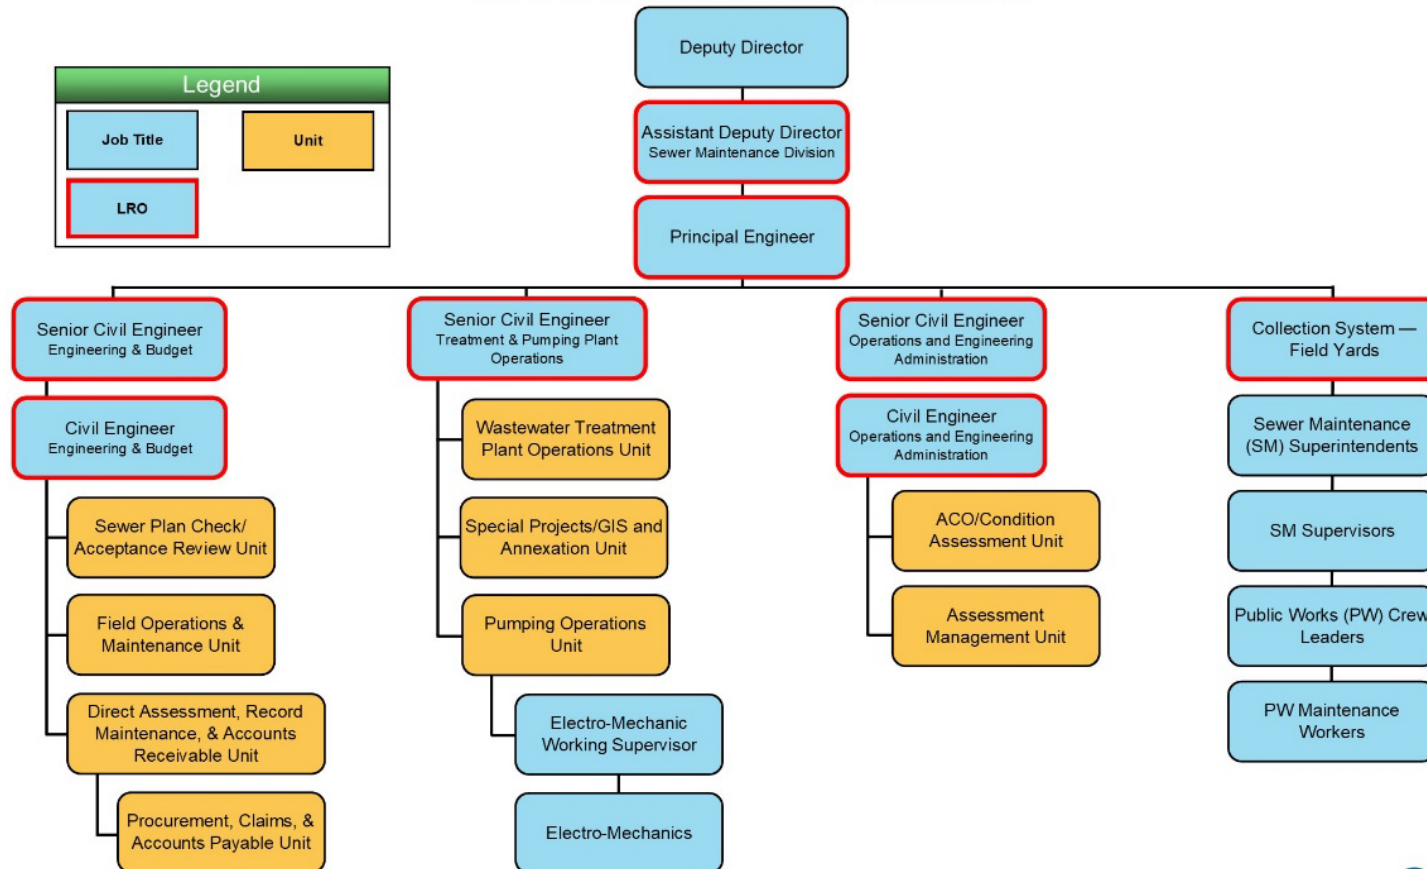 Deputy Director
Legend
Job Title
Unit
LRO
Assistant Deputy Director
Sewer Maintenance Division
Principal Engineer
Senior Civil Engineer
Engineering & Budget
Civil Engineer
Engineering & Budget
Sewer Plan Check/
Acceptance Review Unit
Field Operations &
Maintenance Unit
Direct Assessment, Record
Maintenance, & Accounts
Receivable Unit
Procurement, Claims, &
Accounts Payable Unit
Senior Civil Engineer
Treatment & Pumping Plant
Operations
Wastewater Treatment
Plant Operations Unit
Special Projects/GIS and
Annexation Unit
Pumping Operations
Unit
Electro-Mechanic
Working Supervisor
Electro-Mechanics
Senior Civil Engineer
Operations and Engineering
Administration
Civil Engineer
Operations and Engineering
Administration
ACO/Condition
Assessment Unit
Assessment
Management Unit
Collection System —
Field Yards
Sewer Maintenance
(SM) Superintendents
SM Supervisors
Public Works (PW) Crew
Leaders
PW Maintenance
Workers